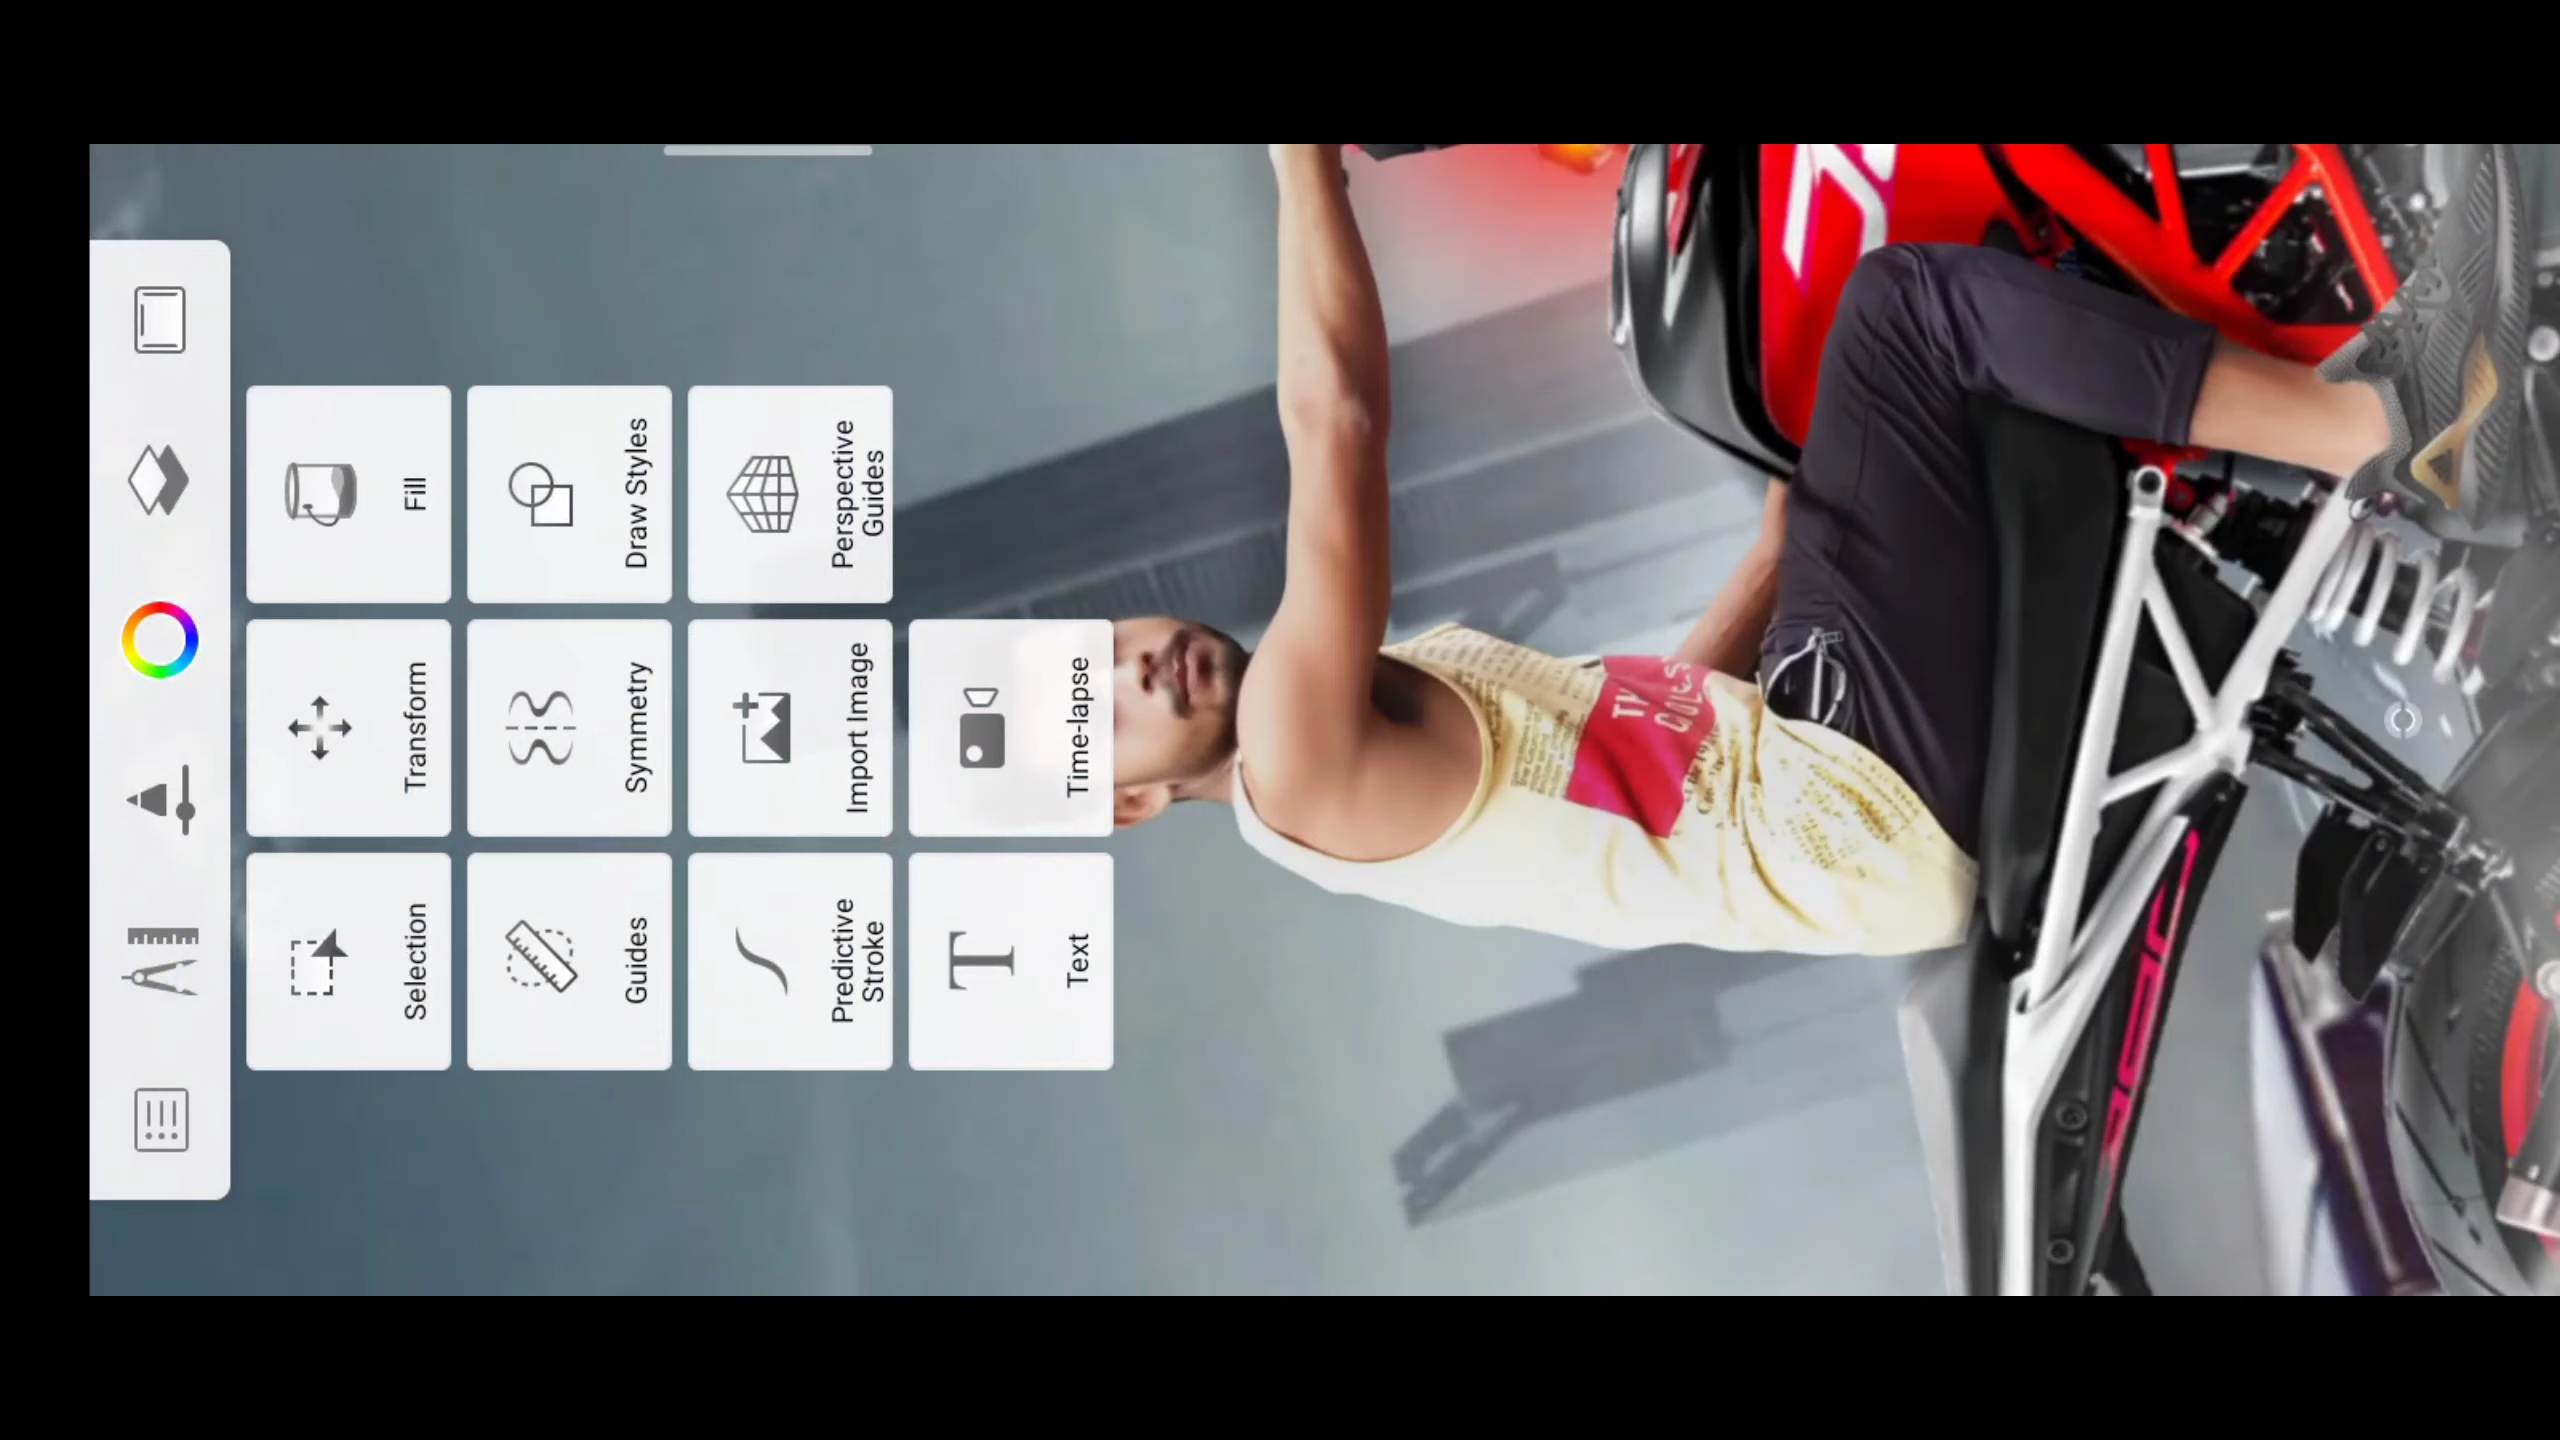 Selection
Transform
Fill
Guides
Symmetry
Draw Styles
Predictive
Stroke
Import Image
Perspective
Guides
Text
Time-lapse